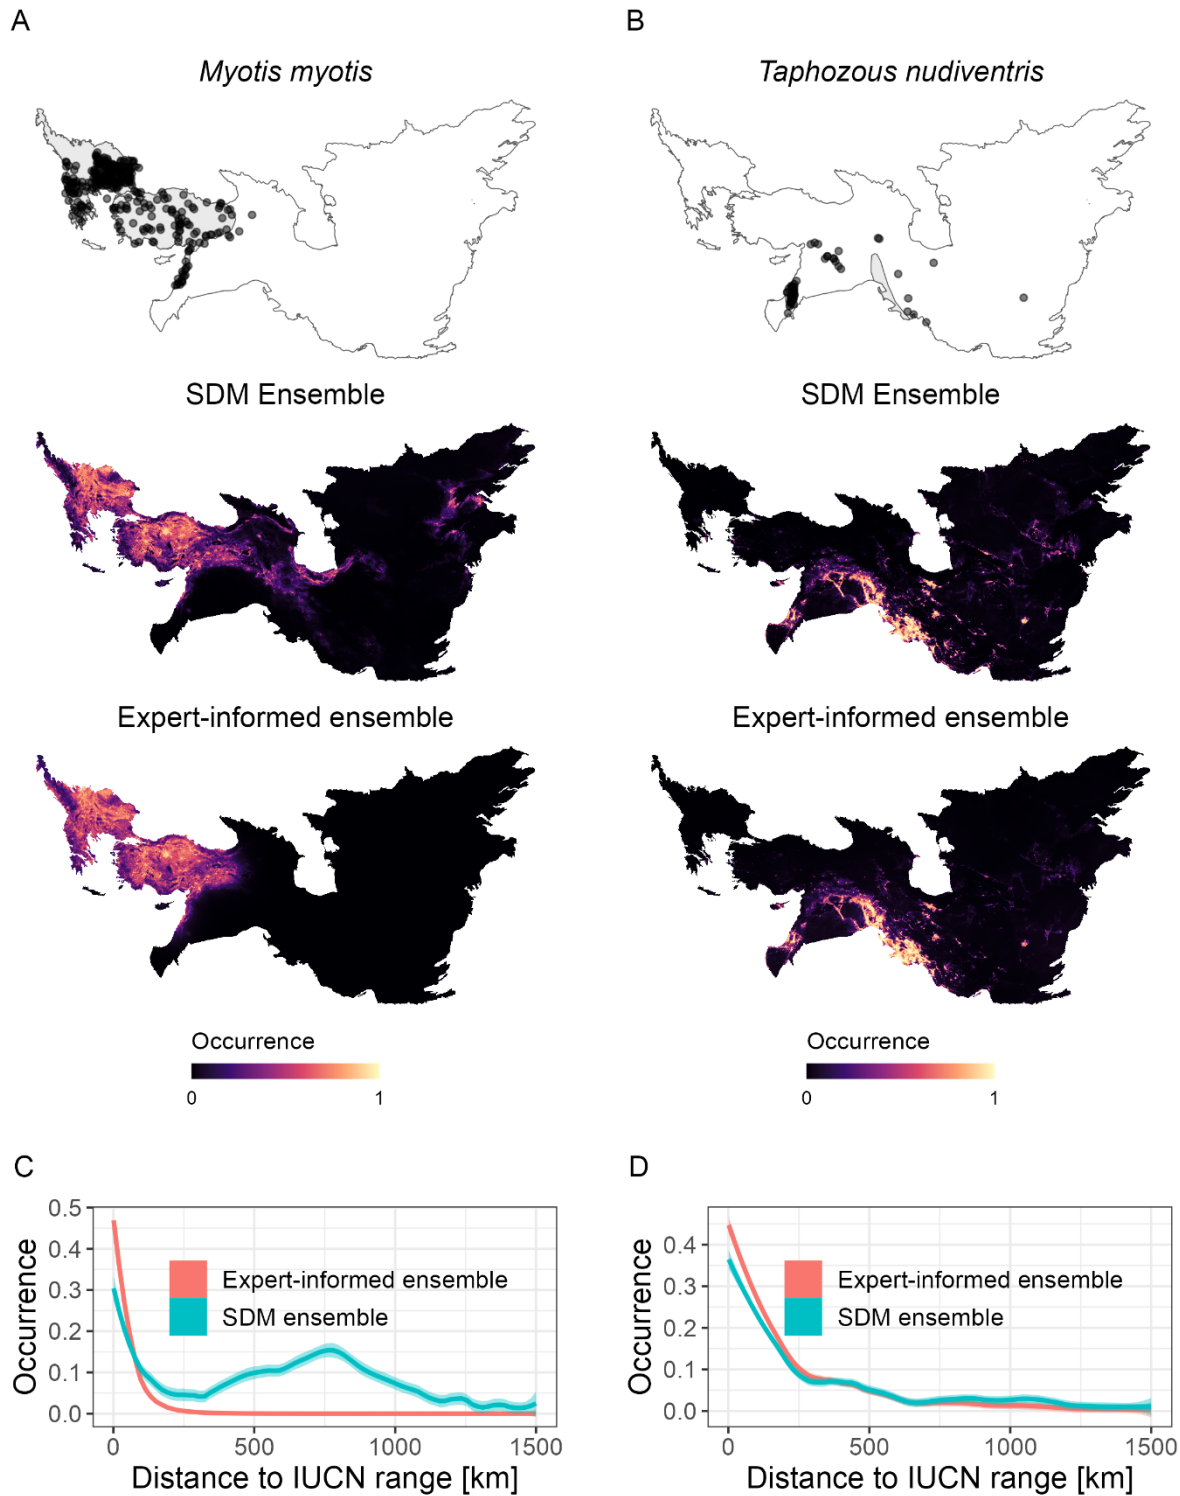 A
B
Myotis myotis
Taphozous nudiventris
SDM Ensemble
SDM Ensemble
Expert-informed ensemble
Expert-informed ensemble
Occurrence
0 1
Occurrence
0 1
C
D
0.5
0.4
0.3
0.2
0.1
0.0
Occurrence
Expert-informed ensemble
SDM ensemble
0 500 1000 1500
Distance to IUCN range [km]
0.4
0.3
0.2
0.1
0.0
Occurrence
Expert-informed ensemble
SDM ensemble
0 500 1000 1500
Distance to IUCN range [km]